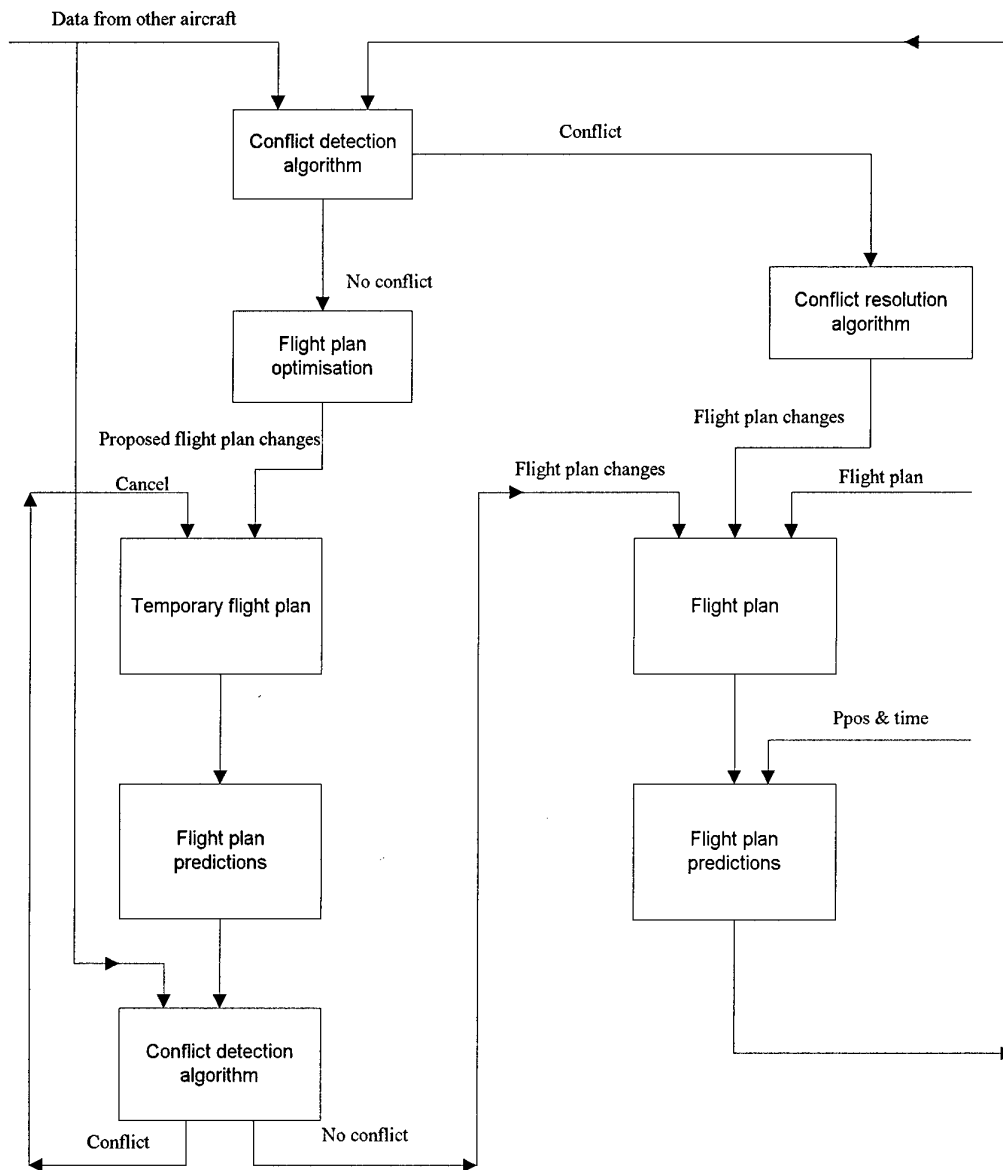 Data from other aircraft
Conflict detection
algorithm
Conflict
No conflict
Conflict resolution
algorithm
Flight plan
optimisation
Flight plan changes
Proposed flight plan changes
Cancel
Flight plan changes
Flight plan
Temporary flight plan
Flight plan
Ppos & time
Flight plan
predictions
Flight plan
predictions
Conflict detection
algorithm
Conflict
No conflict